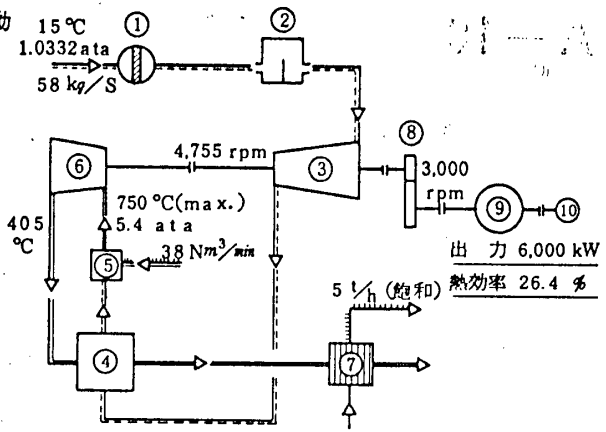 効
15℃
1.0332ata
58 kg/S
①
②
⑥
4,755 rpm
③
⑧
3,000
rpm
⑨
⑩
405
℃
750℃(max.)
5.4 ata
⑤
38 Nm³/min
出 力 6,000 kW
熱効率 26.4 %
5 t/h (飽和)
④
⑦